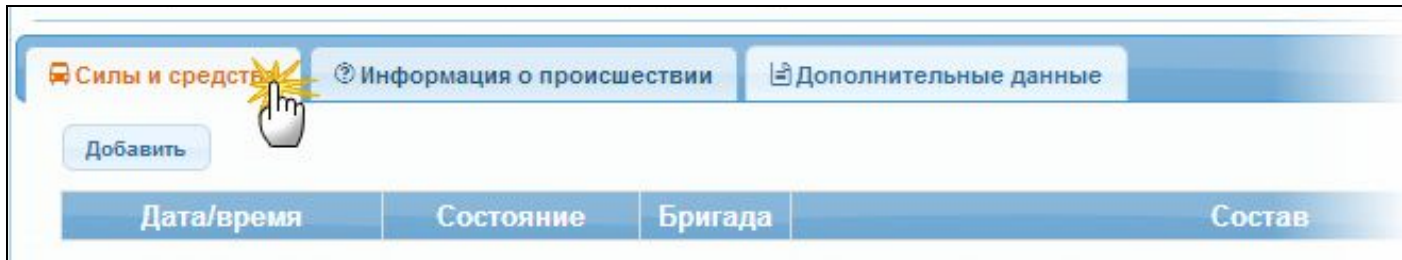 Силы и средства Информация о происшествии Дополнительные данные
Добавить
Дата/время Состояние Бригада Состав